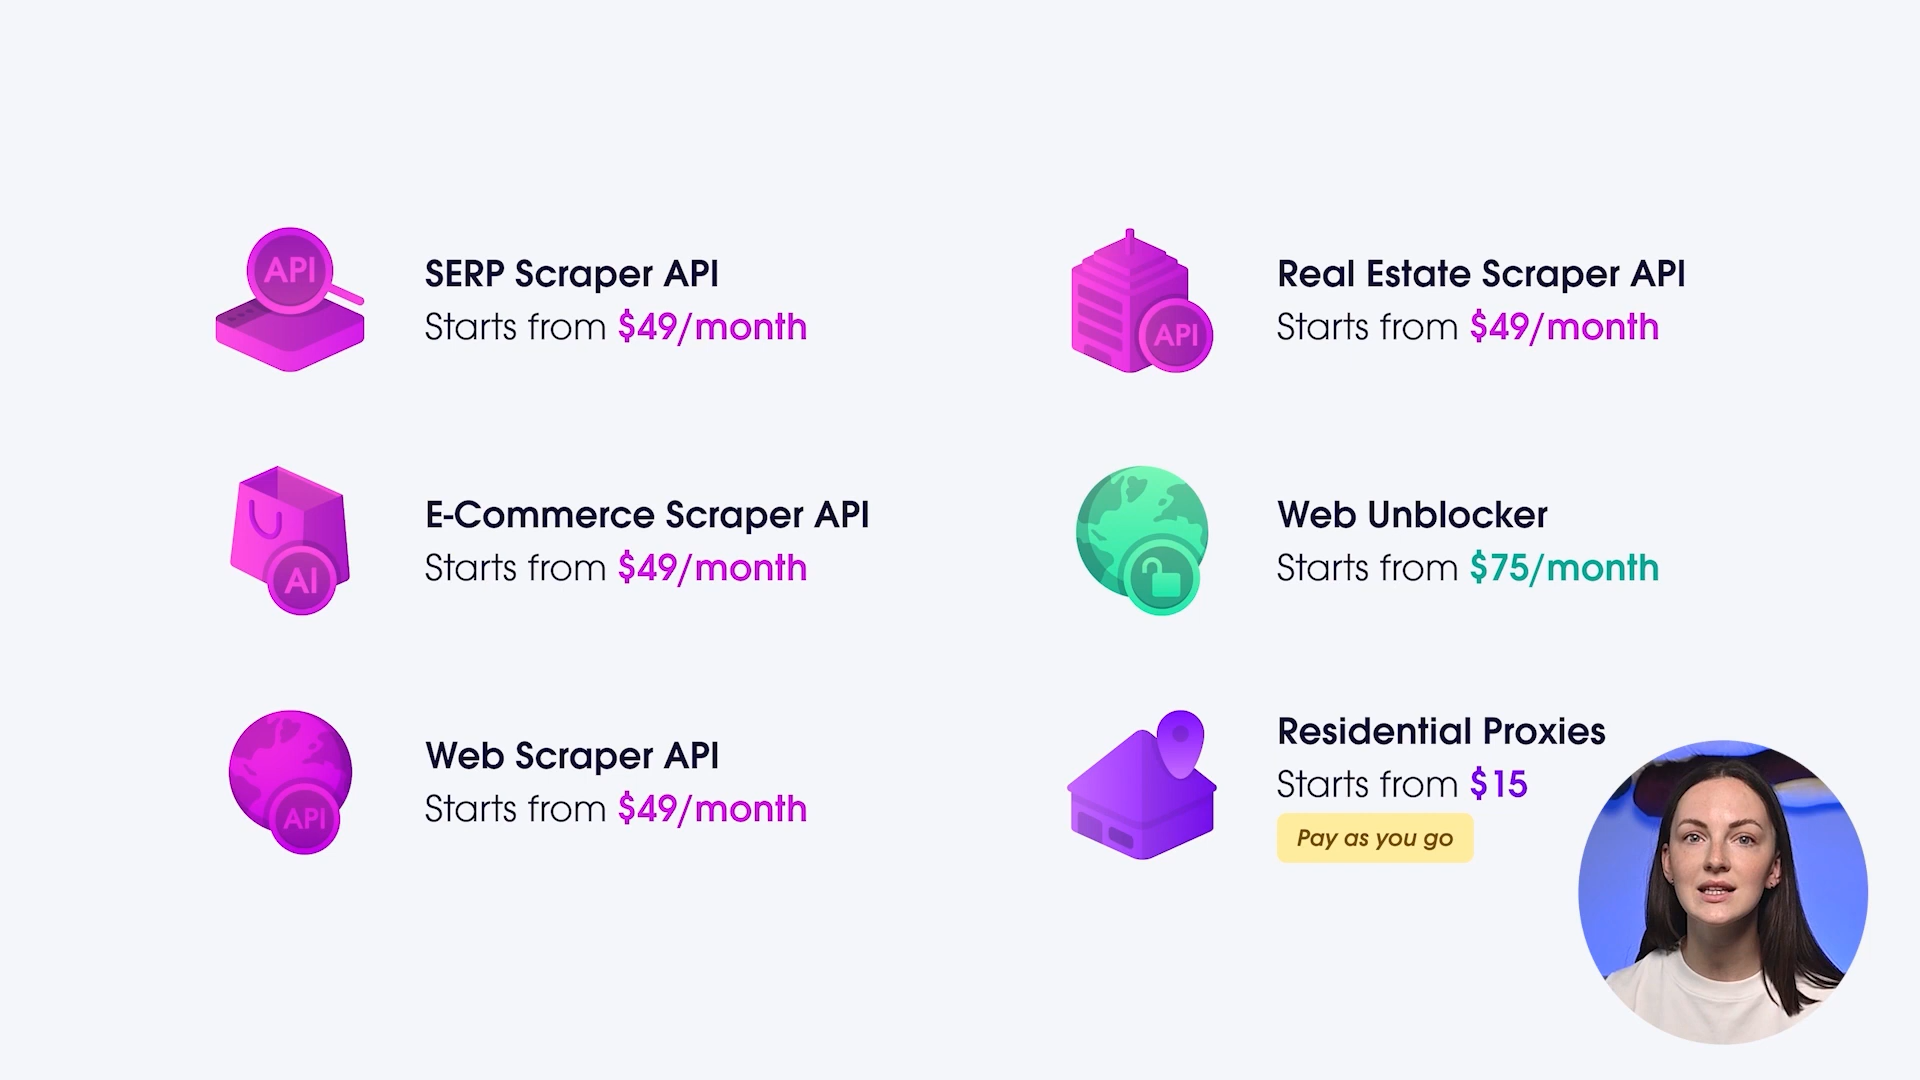 API
SERP Scraper API
Starts from $49/month
API
Real Estate Scraper API
Starts from $49/month
AI
E-Commerce Scraper API
Starts from $49/month
Web Unblocker
Starts from $75/month
API
Web Scraper API
Starts from $49/month
Residential Proxies
Starts from $15
Pay as you go